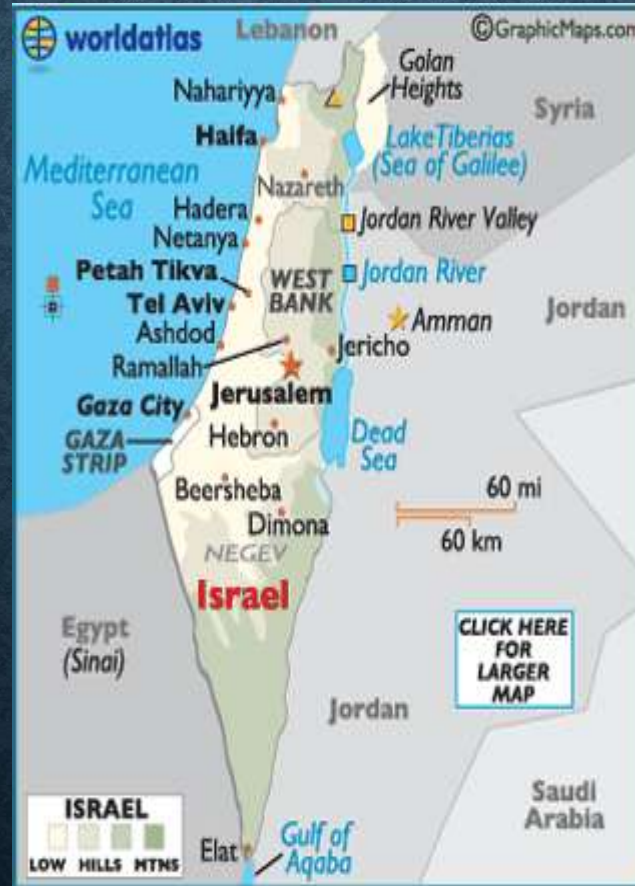 worldatlas
Lebanon
©GraphicMaps.com
Golan
Heights
Nahariyya
Syria
Haifa
Lake Tiberias
(Sea of Galilee)
Mediterranean
Sea
Nazareth
Hadera
Jordan River Valley
Netanya
Petah Tikva
WEST
BANK
Jordan River
Tel Aviv
Amman
Jordan
Ashdod
Jericho
Ramallah
Jerusalem
Gaza City
GAZA
STRIP
Hebron
Dead
Sea
Beersheba
60 mi
Dimona
60 km
NEGEV
Israel
Egypt
(Sinai)
CLICK HERE
FOR
LARGER
MAP
Jordan
Saudi
Arabia
ISRAEL
LOW HILLS MTNS
Elat
Gulf of
Aqaba